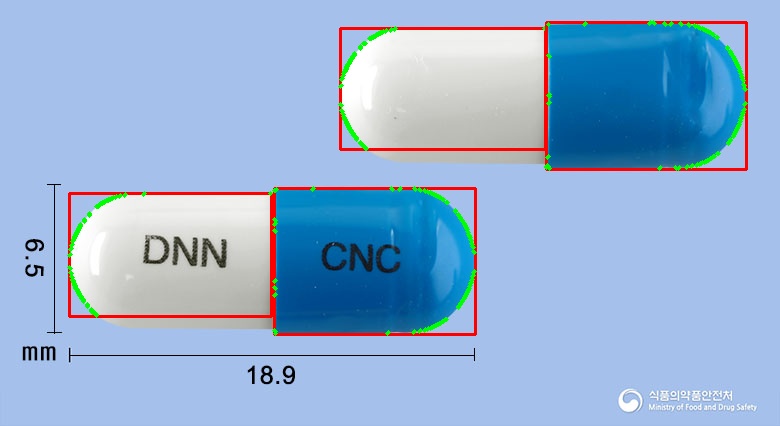 DNN CNC
6.5
mm
18.9
식품의약품안전처
Ministry of Food and Drug Safety